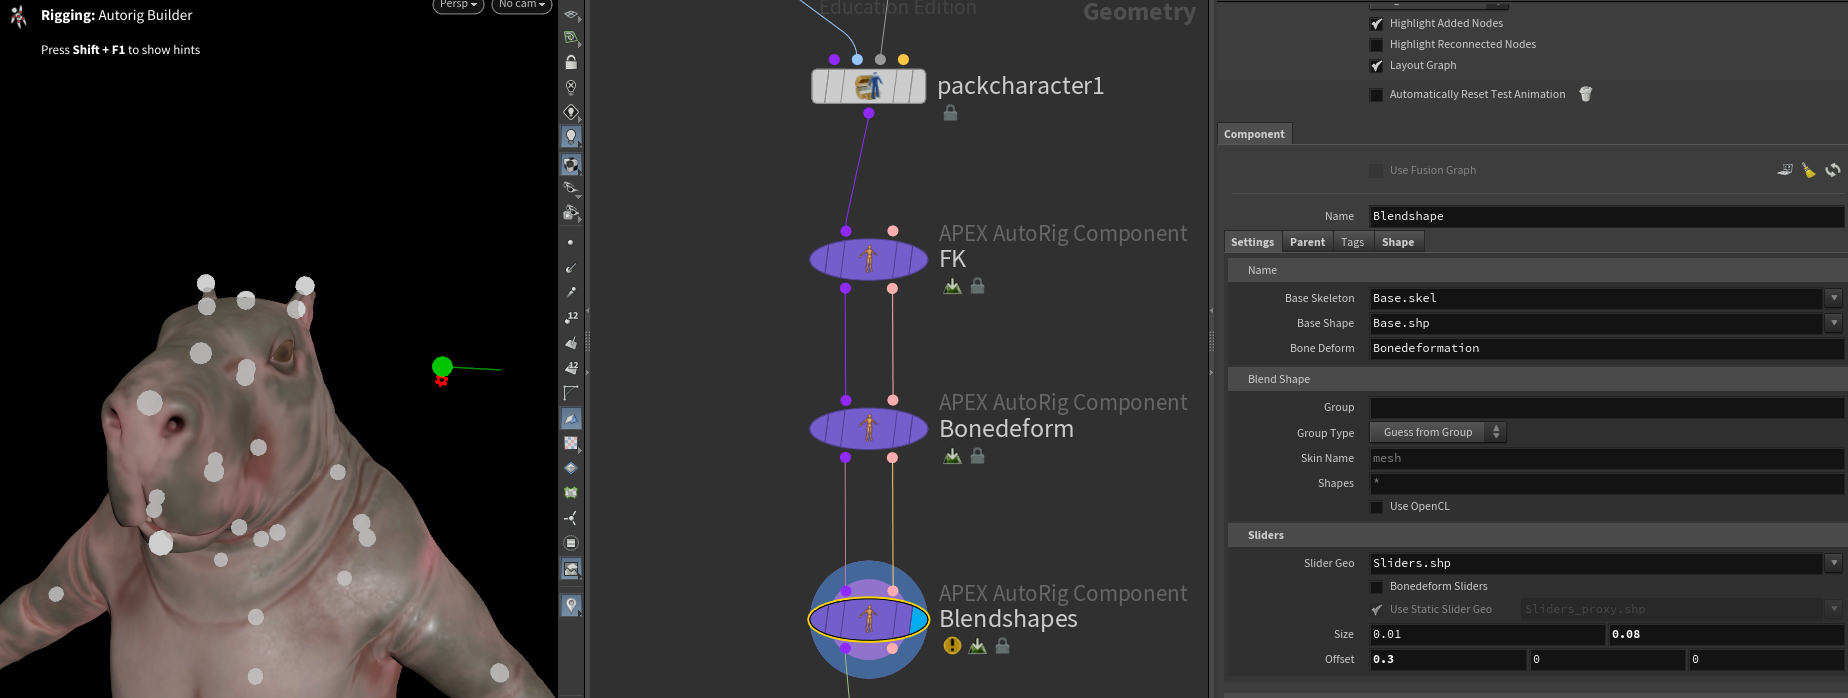 Rigging: Autorig Builder
Press Shift + F1 to show hints
Persp
No cam
12
12
Education Edition
Geometry
packcharacter1
APEX AutoRig Component
FK
APEX AutoRig Component
Bonedeform
APEX AutoRig Component
Blendshapes
Highlight Added Nodes
Highlight Reconnected Nodes
Layout Graph
Automatically Reset Test Animation
Component
Use Fusion Graph
Name Blendshape
Settings Parent Tags Shape
Name
Base Skeleton Base.skel
Base Shape Base.shp
Bone Deform Bonedeformation
Blend Shape
Group
Group Type Guess from Group
Skin Name mesh
Shapes *
Use OpenCL
Sliders
Slider Geo Sliders.shp
Bonedeform Sliders
Use Static Slider Geo Sliders_proxy.shp
Size 0.01 0.08
Offset 0.3 0 0